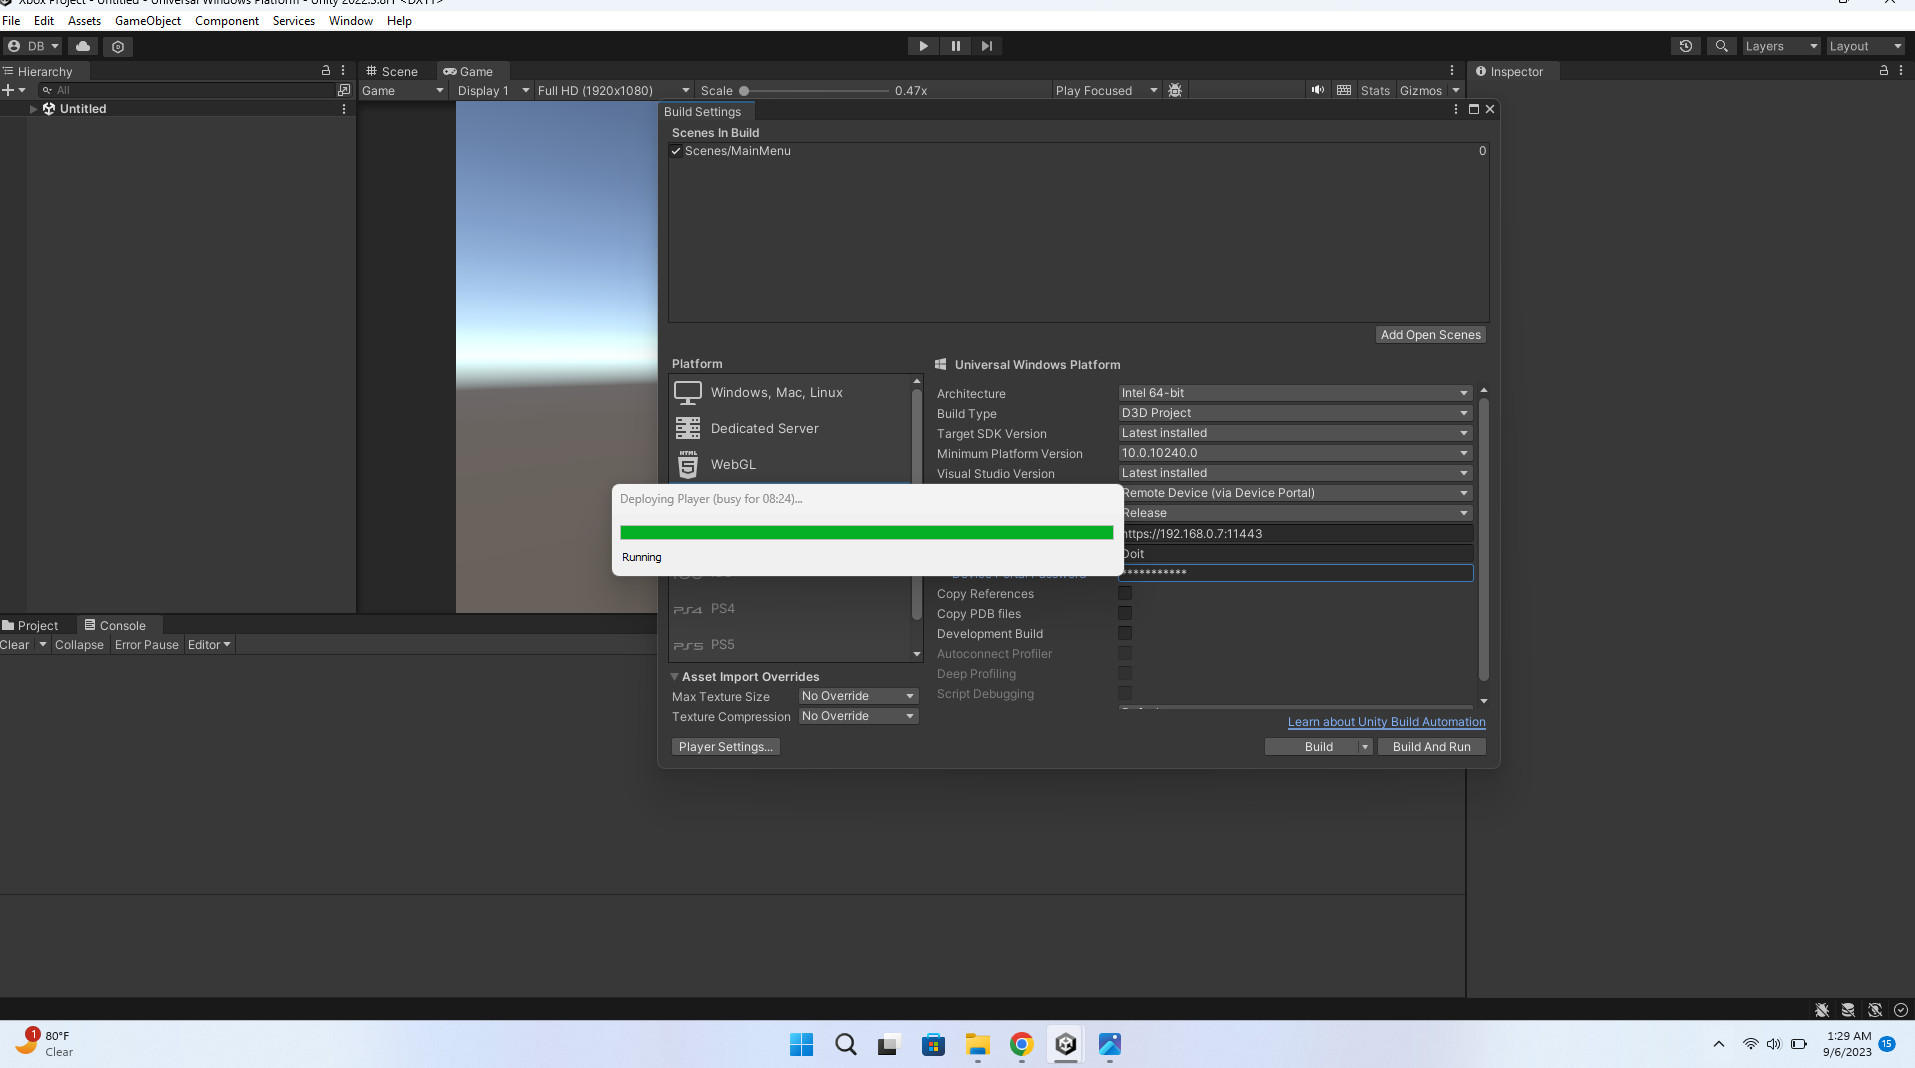 Xbox Project - Untitled - Universal Windows Platform - Unity 2022.3.8f1 <DX11>
File Edit Assets GameObject Component Services Window Help
DB
Layers Layout
Hierarchy
Scene Game
Inspector
All
Game Display 1 Full HD (1920x1080) Scale 0.47x Play Focused Stats Gizmos
Untitled
Build Settings
Scenes In Build
Scenes/MainMenu 0
Add Open Scenes
Platform
Universal Windows Platform
Windows, Mac, Linux
Dedicated Server
HTML 5 WebGL
Architecture Intel 64-bit
Build Type D3D Project
Target SDK Version Latest installed
Minimum Platform Version 10.0.10240.0
Visual Studio Version Latest installed
Remote Device (via Device Portal)
Release
https://192.168.0.7:11443
Doit
Device Portal Password ***********
Deploying Player (busy for 08:24)...
Running
PS4 PS4
PS5 PS5
Copy References
Copy PDB files
Development Build
Autoconnect Profiler
Deep Profiling
Script Debugging
Project Console
Clear Collapse Error Pause Editor
Asset Import Overrides
Max Texture Size No Override
Texture Compression No Override
Learn about Unity Build Automation
Player Settings... Build Build And Run
1
80°F
Clear
1:29 AM
9/6/2023
15